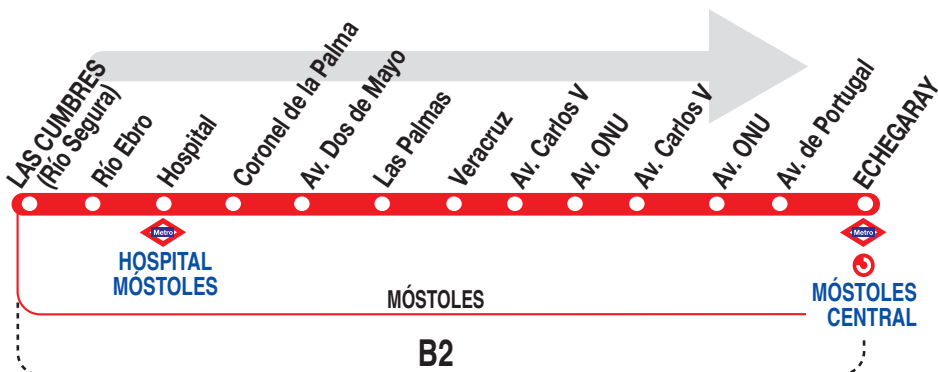 LAS CUMBRES
(Río Segura)
Río Ebro
Hospital
Coronel de la Palma
Av. Dos de Mayo
Las Palmas
Veracruz
Av. Carlos V
Av. ONU
Av. Carlos V
Av. ONU
Av. de Portugal
ECHEGARAY
Metro
HOSPITAL
MÓSTOLES
Metro
MÓSTOLES
CENTRAL
MÓSTOLES
B2